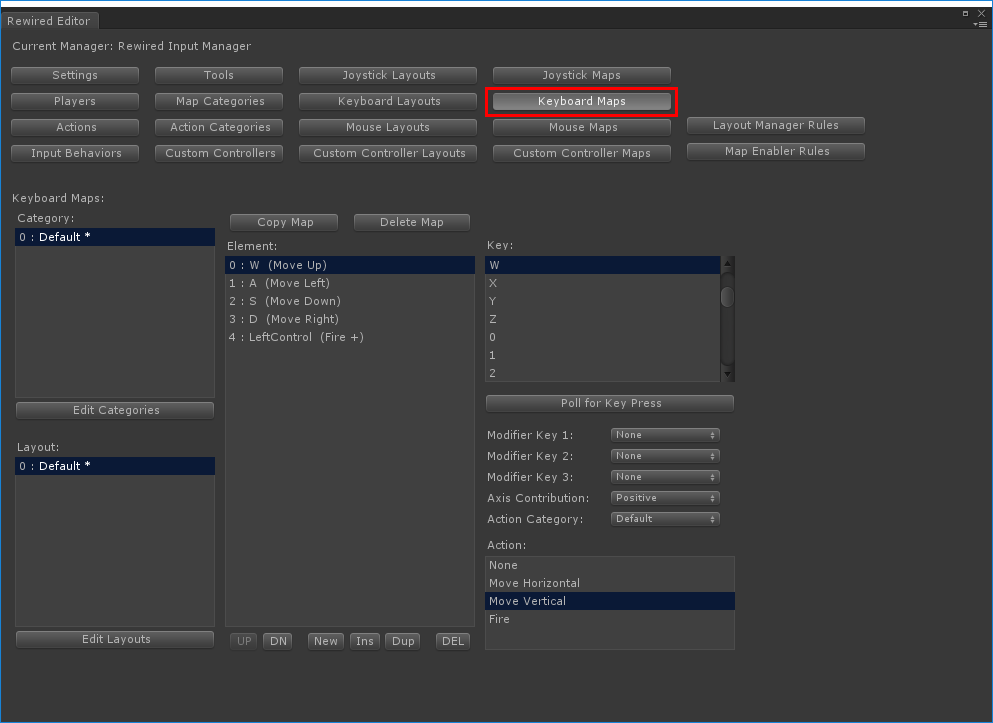 Rewired Editor
Current Manager: Rewired Input Manager
Settings Tools Joystick Layouts Joystick Maps
Players Map Categories Keyboard Layouts Keyboard Maps
Actions Action Categories Mouse Layouts Mouse Maps Layout Manager Rules
Input Behaviors Custom Controllers Custom Controller Layouts Custom Controller Maps Map Enabler Rules
Keyboard Maps:
Category:
0 : Default *
Edit Categories
Layout:
0 : Default *
Edit Layouts
Copy Map Delete Map
Element:
0 : W (Move Up)
1 : A (Move Left)
2 : S (Move Down)
3 : D (Move Right)
4 : LeftControl (Fire +)
UP DN New Ins Dup DEL
Key:
W
X
Y
Z
0
1
2
Poll for Key Press
Modifier Key 1: None
Modifier Key 2: None
Modifier Key 3: None
Axis Contribution: Positive
Action Category: Default
Action:
None
Move Horizontal
Move Vertical
Fire